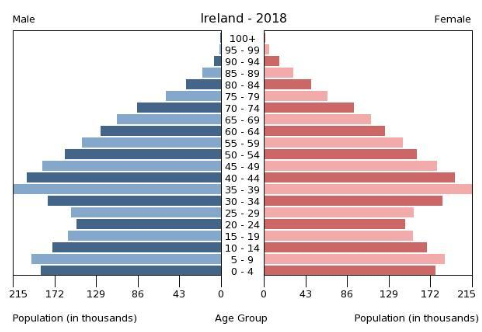 Male Ireland - 2018 Female
100+
95 - 99
90 - 94
85 - 89
80 - 84
75 - 79
70 - 74
65 - 69
60 - 64
55 - 59
50 - 54
45 - 49
40 - 44
35 - 39
30 - 34
25 - 29
20 - 24
15 - 19
10 - 14
5 - 9
0 - 4
215 172 129 86 43 0 0 43 86 129 172 215
Population (in thousands) Age Group Population (in thousands)